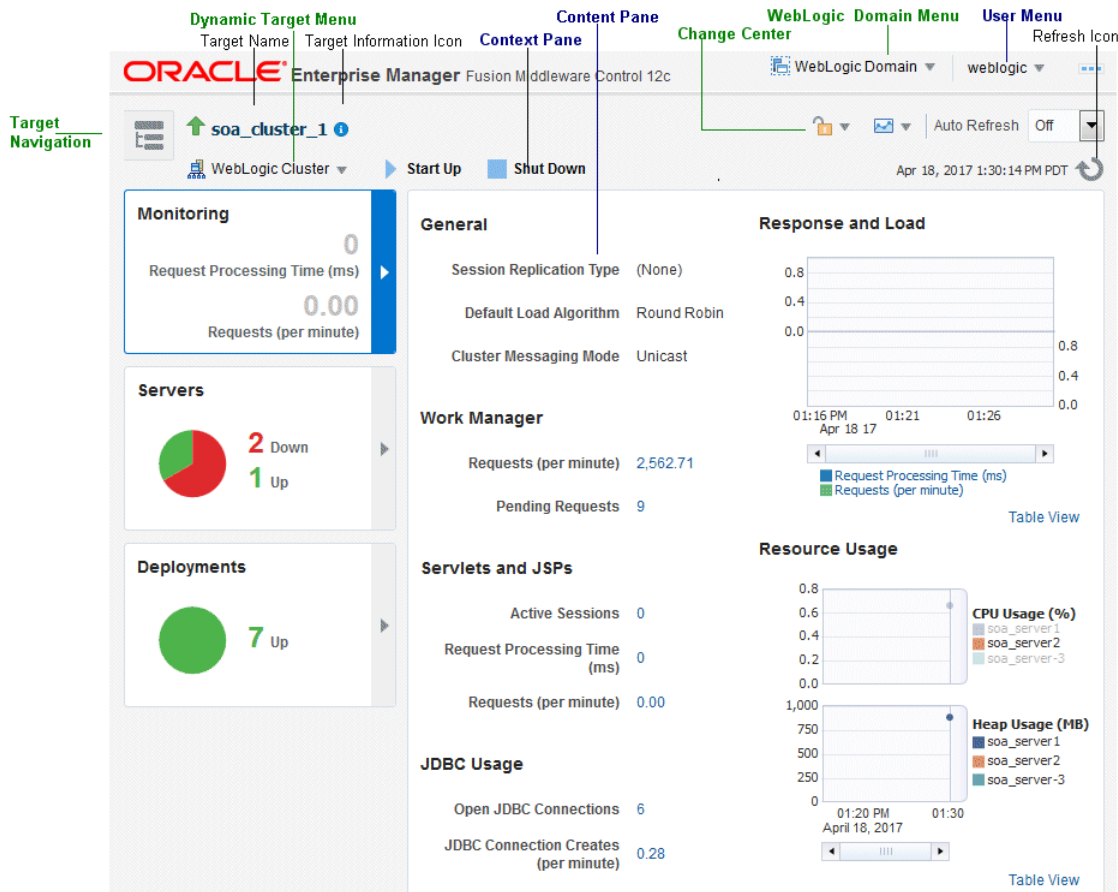 Dynamic Target Menu
Content Pane
WebLogic Domain Menu
User Menu
Target Name
Target Information Icon
Context Pane
Change Center
Refresh Icon
ORACLE Enterprise Manager Fusion Middleware Control 12c
WebLogic Domain
weblogic
Target
Navigation
soa_cluster_1
Auto Refresh
Off
WebLogic Cluster
Start Up
Shut Down
Apr 18, 2017 1:30:14 PM PDT
Monitoring
0
Request Processing Time (ms)
0.00
Requests (per minute)
Servers
2 Down
1 Up
Deployments
7 Up
General
Session Replication Type (None)
Default Load Algorithm Round Robin
Cluster Messaging Mode Unicast
Work Manager
Requests (per minute) 2,562.71
Pending Requests 9
Servlets and JSPs
Active Sessions 0
Request Processing Time
(ms) 0
Requests (per minute) 0.00
JDBC Usage
Open JDBC Connections 6
JDBC Connection Creates
(per minute) 0.28
Response and Load
0.8
0.4
0.0
0.8
0.4
0.0
01:16 PM 01:21 01:26
Apr 18 17
Request Processing Time (ms)
Requests (per minute)
Table View
Resource Usage
0.8
0.6
0.4
0.2
0.0
CPU Usage (%)
soa_server1
soa_server2
soa_server-3
1,000
750
500
250
0
Heap Usage (MB)
soa_server1
soa_server2
soa_server-3
01:20 PM 01:30
April 18, 2017
Table View